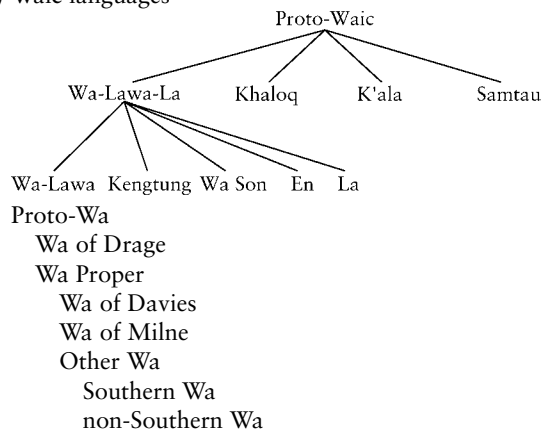 Waic languages
Proto-Waic
Wa-Lawa-La Khaloq K'ala Samtau
Wa-Lawa Kengtung Wa Son En La
Proto-Wa
Wa of Drage
Wa Proper
Wa of Davies
Wa of Milne
Other Wa
Southern Wa
non-Southern Wa